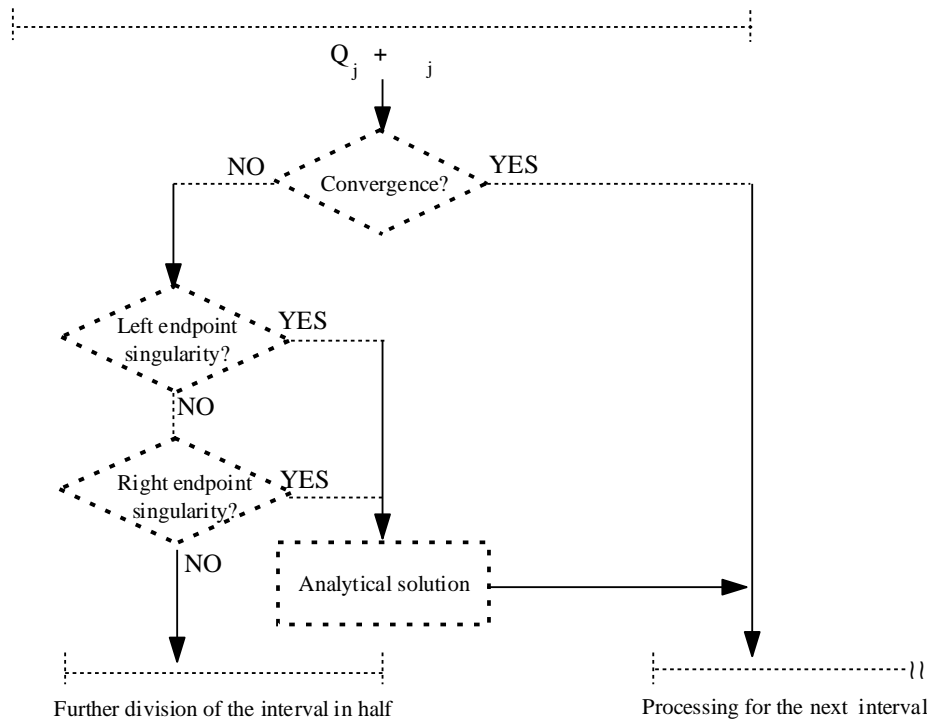 Q j + j
NO
YES
Convergence?
YES
Left endpoint
singularity?
NO
YES
Right endpoint
singularity?
NO
Analytical solution
Further division of the interval in half
Processing for the next interval